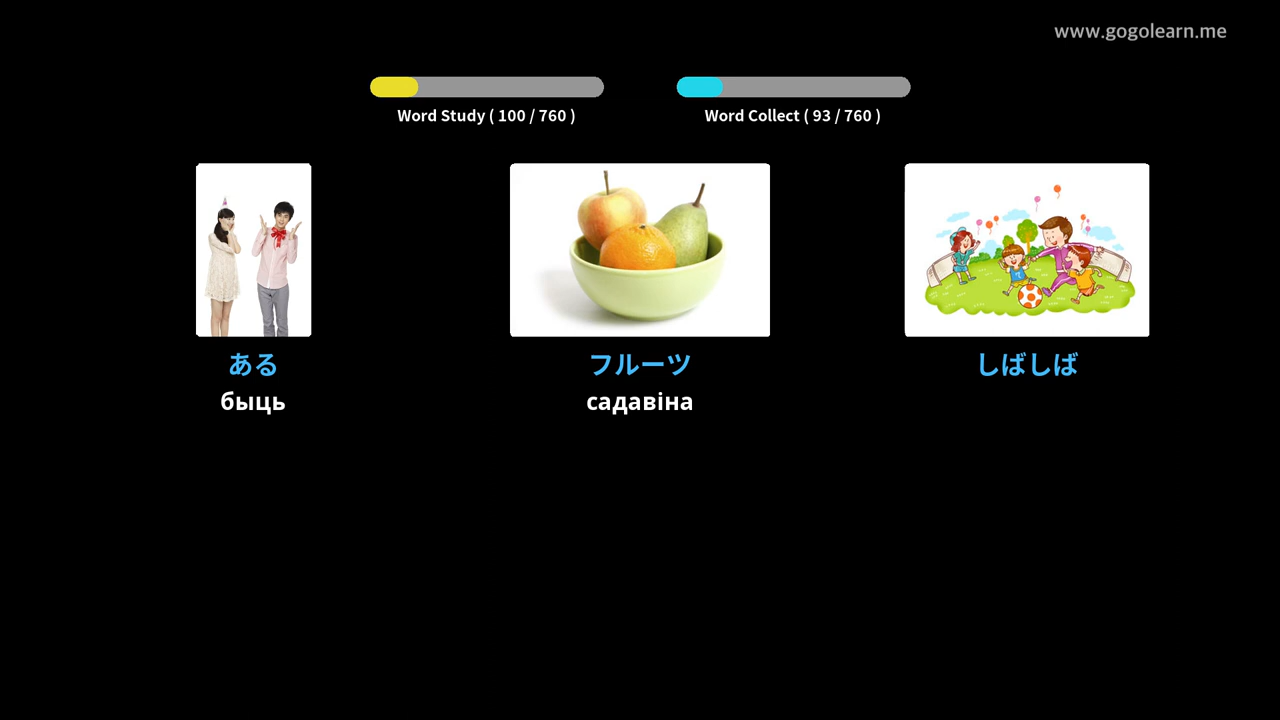 www.gogolearn.me
Word Study ( 100 / 760 )
Word Collect ( 93 / 760 )
ある
быць
フルーツ
садавіна
しばしば